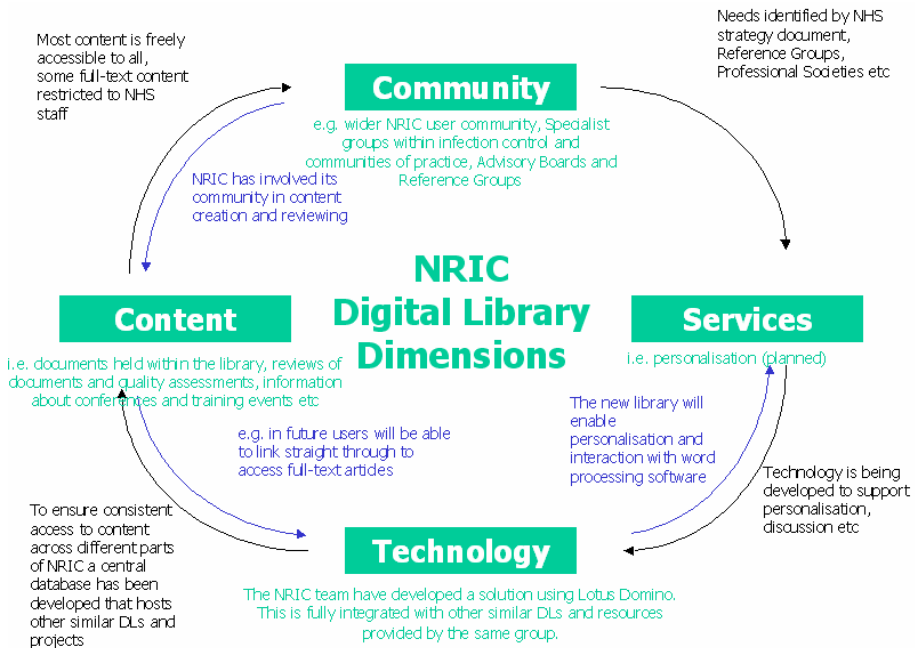 Most content is freely
accessible to all,
some full-text content
restricted to NHS
staff
Needs identified by NHS
strategy document,
Reference Groups,
Professional Societies etc
Community
e.g. wider NRIC user community, Specialist
groups within infection control and
communities of practice, Advisory Boards and
Reference Groups
NRIC has involved its
community in content
creation and reviewing
NRIC
Digital Library
Dimensions
Content
i.e. documents held within the library, reviews of
documents and quality assessments, information
about conferences and training events etc
Services
i.e. personalisation (planned)
e.g. in future users will be able
to link straight through to
access full-text articles
The new library will
enable
personalisation and
interaction with word
processing software
Technology is being
developed to support
personalisation,
discussion etc
To ensure consistent
access to content
across different parts
of NRIC a central
database has been
developed that hosts
other similar DLs and
projects
Technology
The NRIC team have developed a solution using Lotus Domino.
This is fully integrated with other similar DLs and resources
provided by the same group.